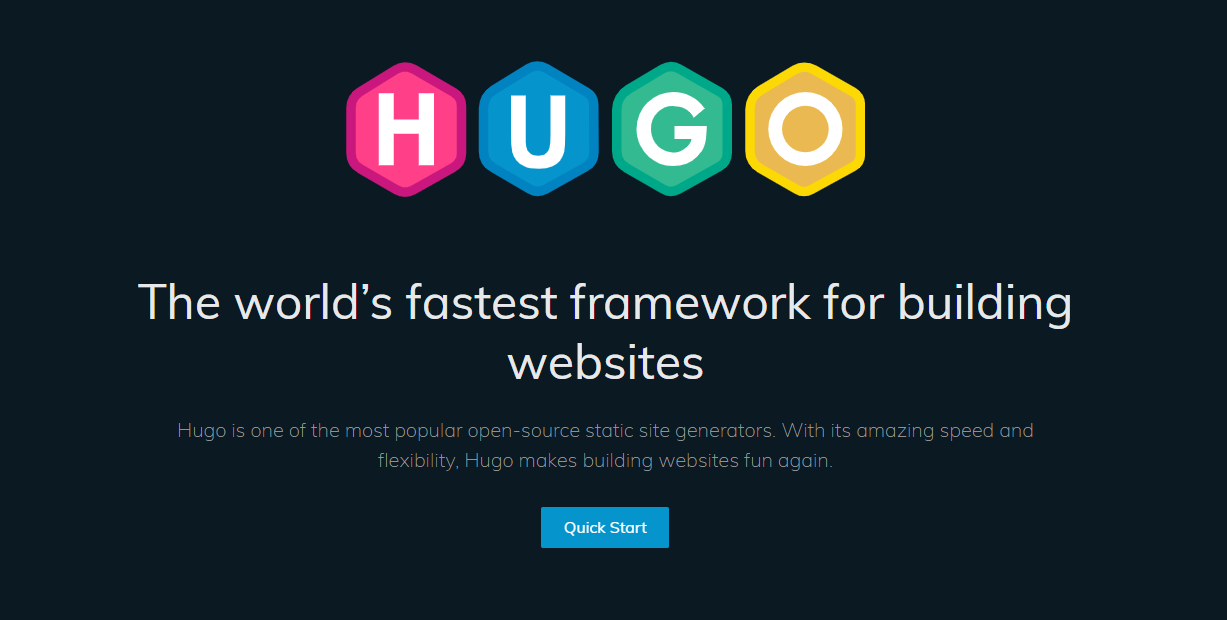 HUGO
The world’s fastest framework for building
websites
Hugo is one of the most popular open-source static site generators. With its amazing speed and
flexibility, Hugo makes building websites fun again.
Quick Start